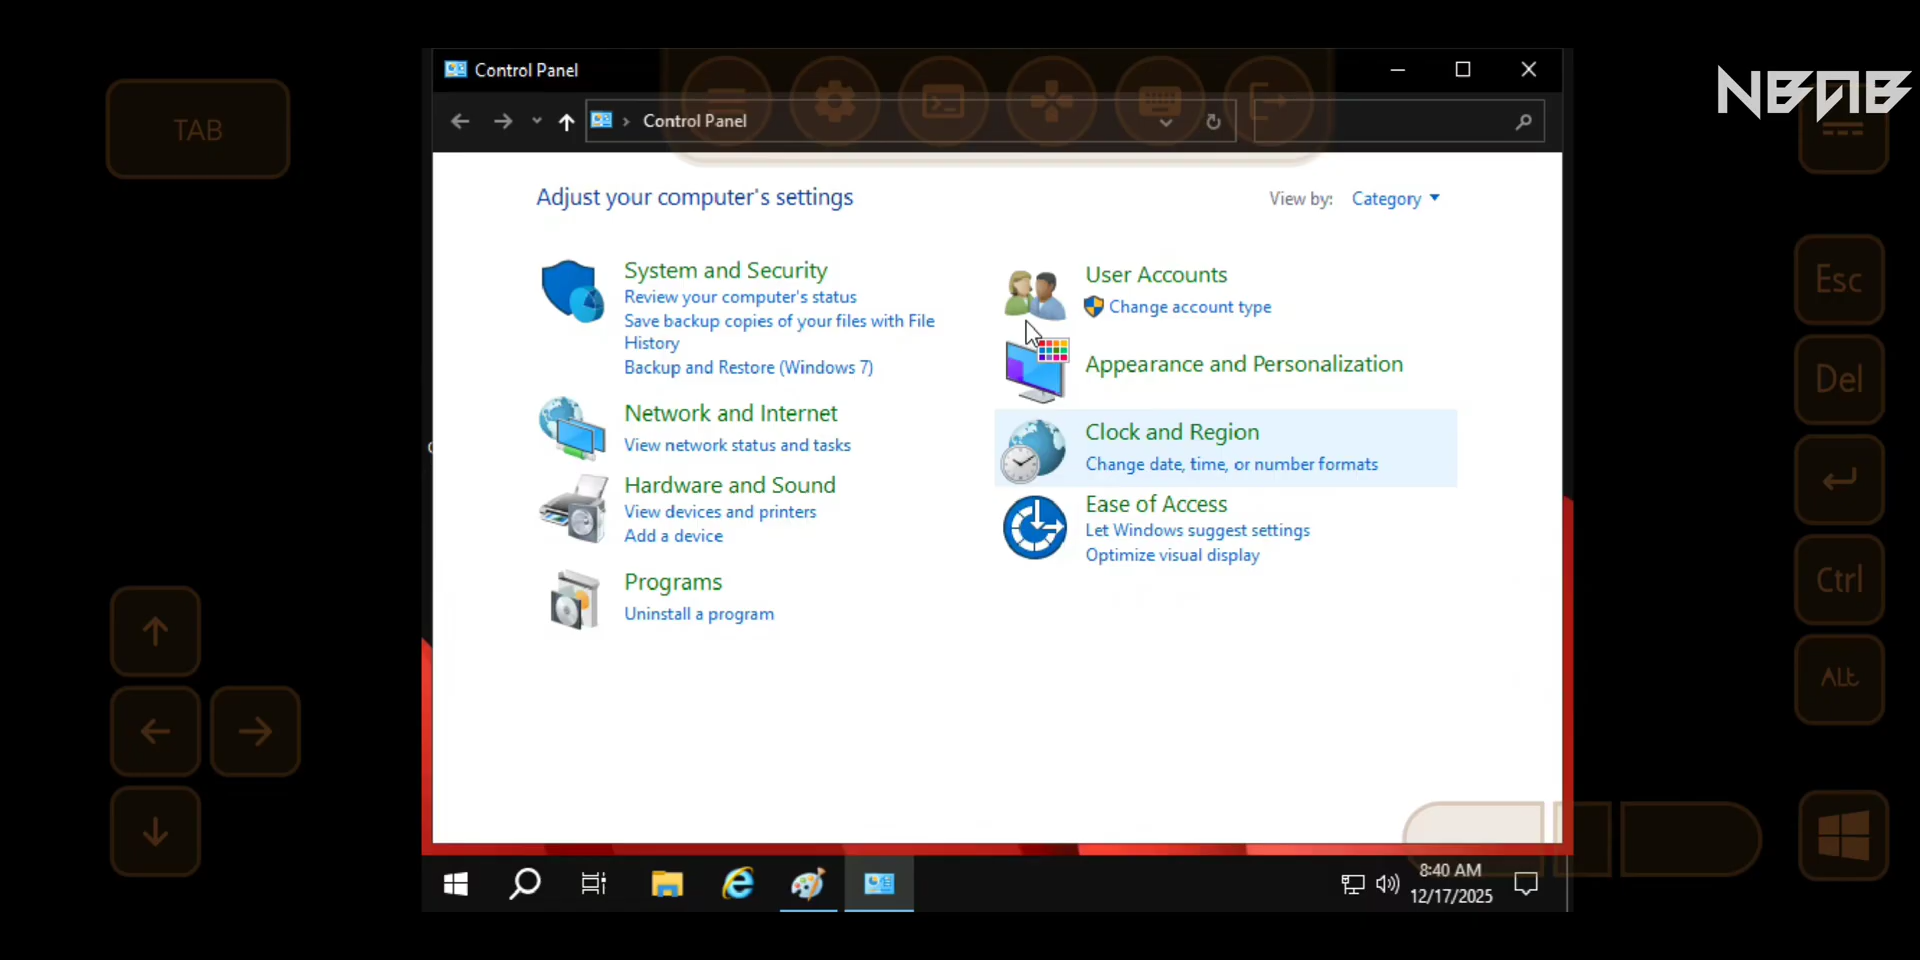 Control Panel
NBAB
TAB
Control Panel
Adjust your computer's settings
View by: Category
System and Security
Review your computer's status
Save backup copies of your files with File
History
Backup and Restore (Windows 7)
User Accounts
Change account type
Esc
Appearance and Personalization
Del
Network and Internet
View network status and tasks
Clock and Region
Change date, time, or number formats
Hardware and Sound
View devices and printers
Add a device
Ease of Access
Let Windows suggest settings
Optimize visual display
Programs
Uninstall a program
Ctrl
ALt
8:40 AM
12/17/2025